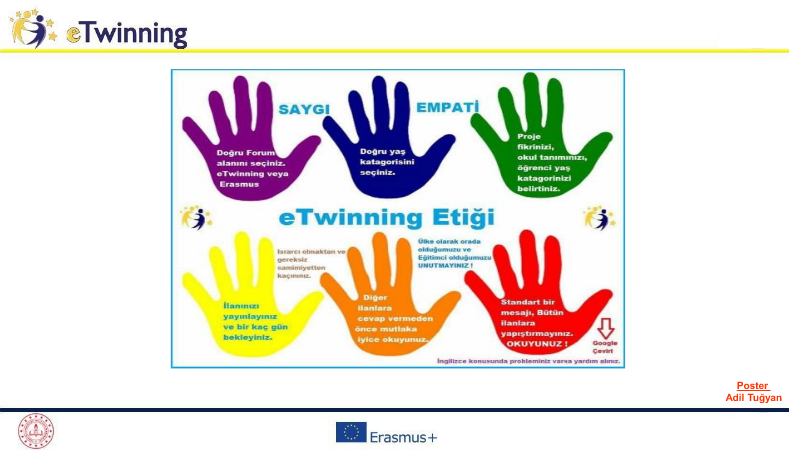 eTwinning
SAYGI
EMPATİ
Doğru Forum
alanını seçiniz.
eTwinning veya
Erasmus
Doğru yaş
katagorisini
seçiniz.
Proje
fikrinizi,
okul tanımınızı,
öğrenci yaş
katagorinizi
belirtiniz.
eTwinning Etiği
Israrcı olmaktan ve
gereksiz
samimiyetten
kaçınınız.
Ülke olarak orada
olduğumuzu ve
Eğitimci olduğumuzu
UNUTMAYINIZ !
İlanınızı
yayınlayınız
ve bir kaç gün
bekleyiniz.
Diğer
ilanlara
cevap vermeden
önce mutlaka
iyice okuyunuz.
Standart bir
mesajı, Bütün
ilanlara
yapıştırmayınız.
OKUYUNUZ !
Google
Çevirt
İngilizce konusunda probleminiz varsa yardım alınız.
Poster
Adil Tuğyan
Erasmus+